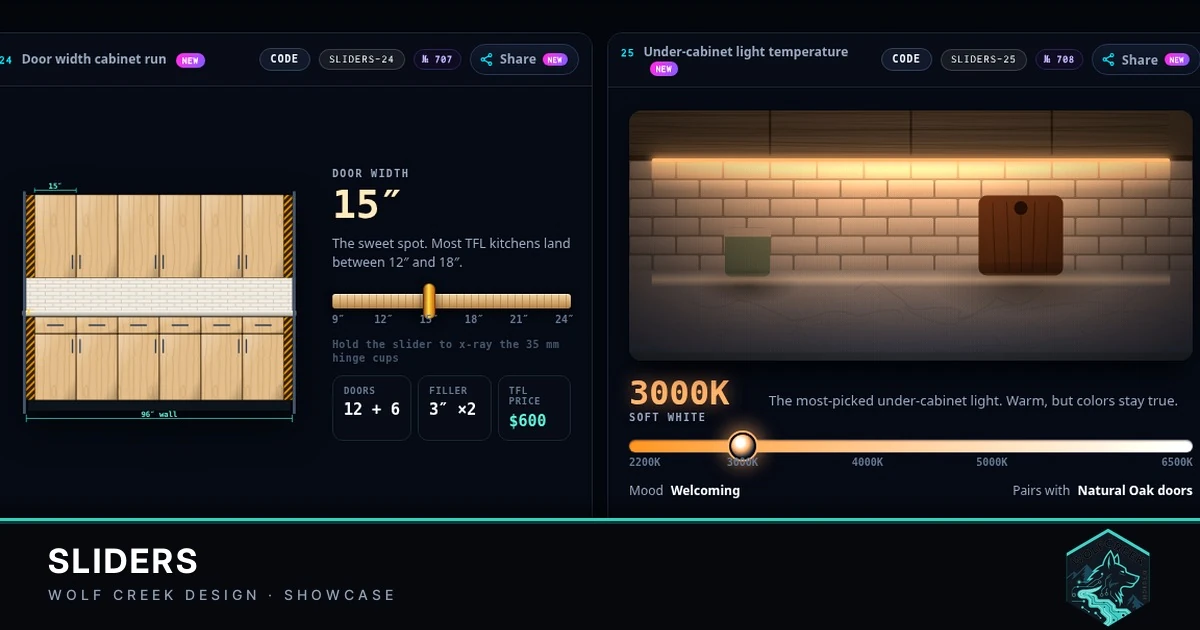 24 Door width cabinet run NEW CODE SLIDERS-24 № 707 Share NEW
15″
96″ wall
DOOR WIDTH
15″
The sweet spot. Most TFL kitchens land
between 12″ and 18″.
9″ 12″ 15″ 18″ 21″ 24″
Hold the slider to x-ray the 35 mm
hinge cups
DOORS
12 + 6
FILLER
3″ ×2
TFL
PRICE
$600
25 Under-cabinet light temperature
NEW
CODE SLIDERS-25 № 708 Share NEW
3000K
SOFT WHITE
The most-picked under-cabinet light. Warm, but colors stay true.
2200K 3000K 4000K 5000K 6500K
Mood Welcoming
Pairs with Natural Oak doors
SLIDERS
WOLF CREEK DESIGN · SHOWCASE